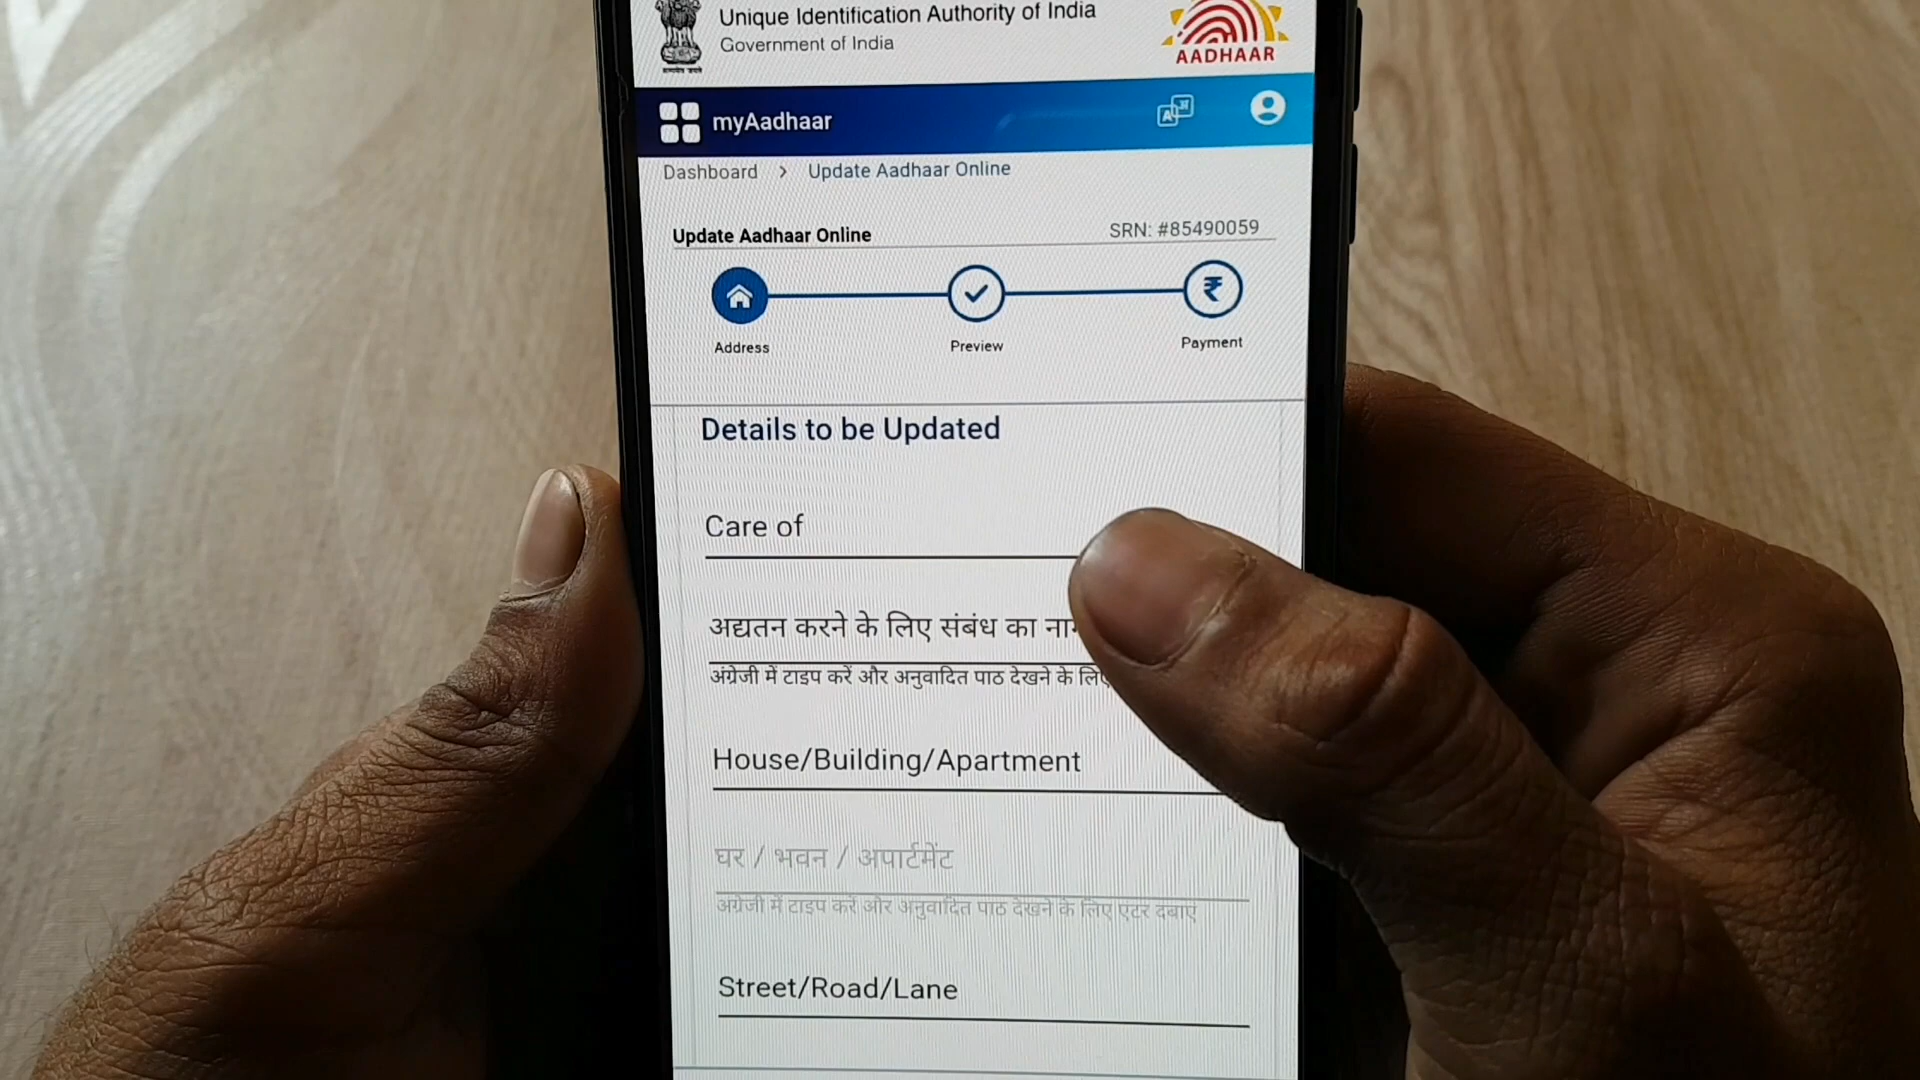 Unique Identification Authority of India
Government of India
AADHAAR
myAadhaar
Dashboard > Update Aadhaar Online
Update Aadhaar Online
SRN: #85490059
Address
Preview
Payment
Details to be Updated
Care of
अद्यतन करने के लिए संबंध का
अंग्रेजी में टाइप करें और अनुवादित पाठ देखने के
House/Building/Apartment
घर / भवन / अपार्टमेंट
अंग्रेजी में टाइप करें और अनुवादित पाठ देखने के लिए एंटर दबाएं
Street/Road/Lane